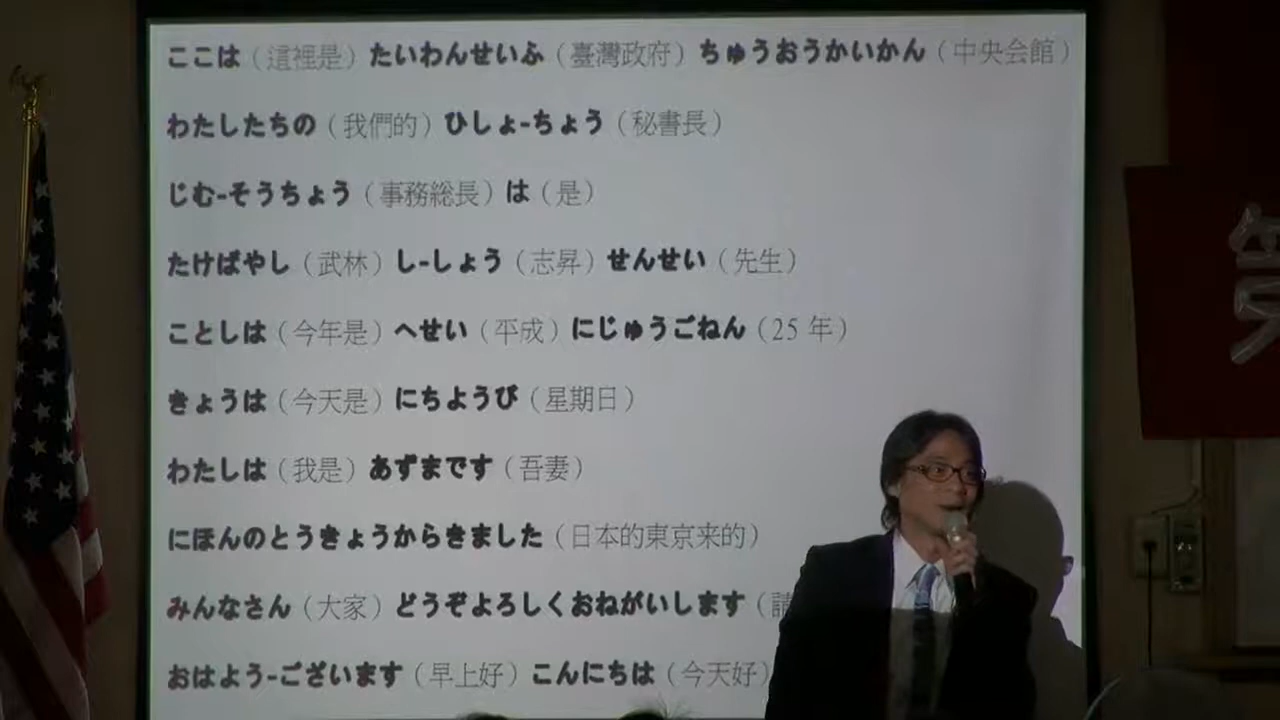 ここは（這裡是）たいわんせいふ（臺灣政府）ちゅうおうかいかん（中央会館）
わたしたちの（我們的）ひしょ-ちょう（秘書長）
じむ-そうちょう（事務総長）は（是）
たけばやし（武林）し-しょう（志昇）せんせい（先生）
ことしは（今年是）へせい（平成）にじゅうごねん（25 年）
きょうは（今天是）にちようび（星期日）
わたしは（我是）あずまです（吾妻）
にほんのとうきょうからきました（日本的東京来的）
みんなさん（大家）どうぞよろしくおねがいします（請
おはよう-ございます（早上好）こんにちは（今天好）